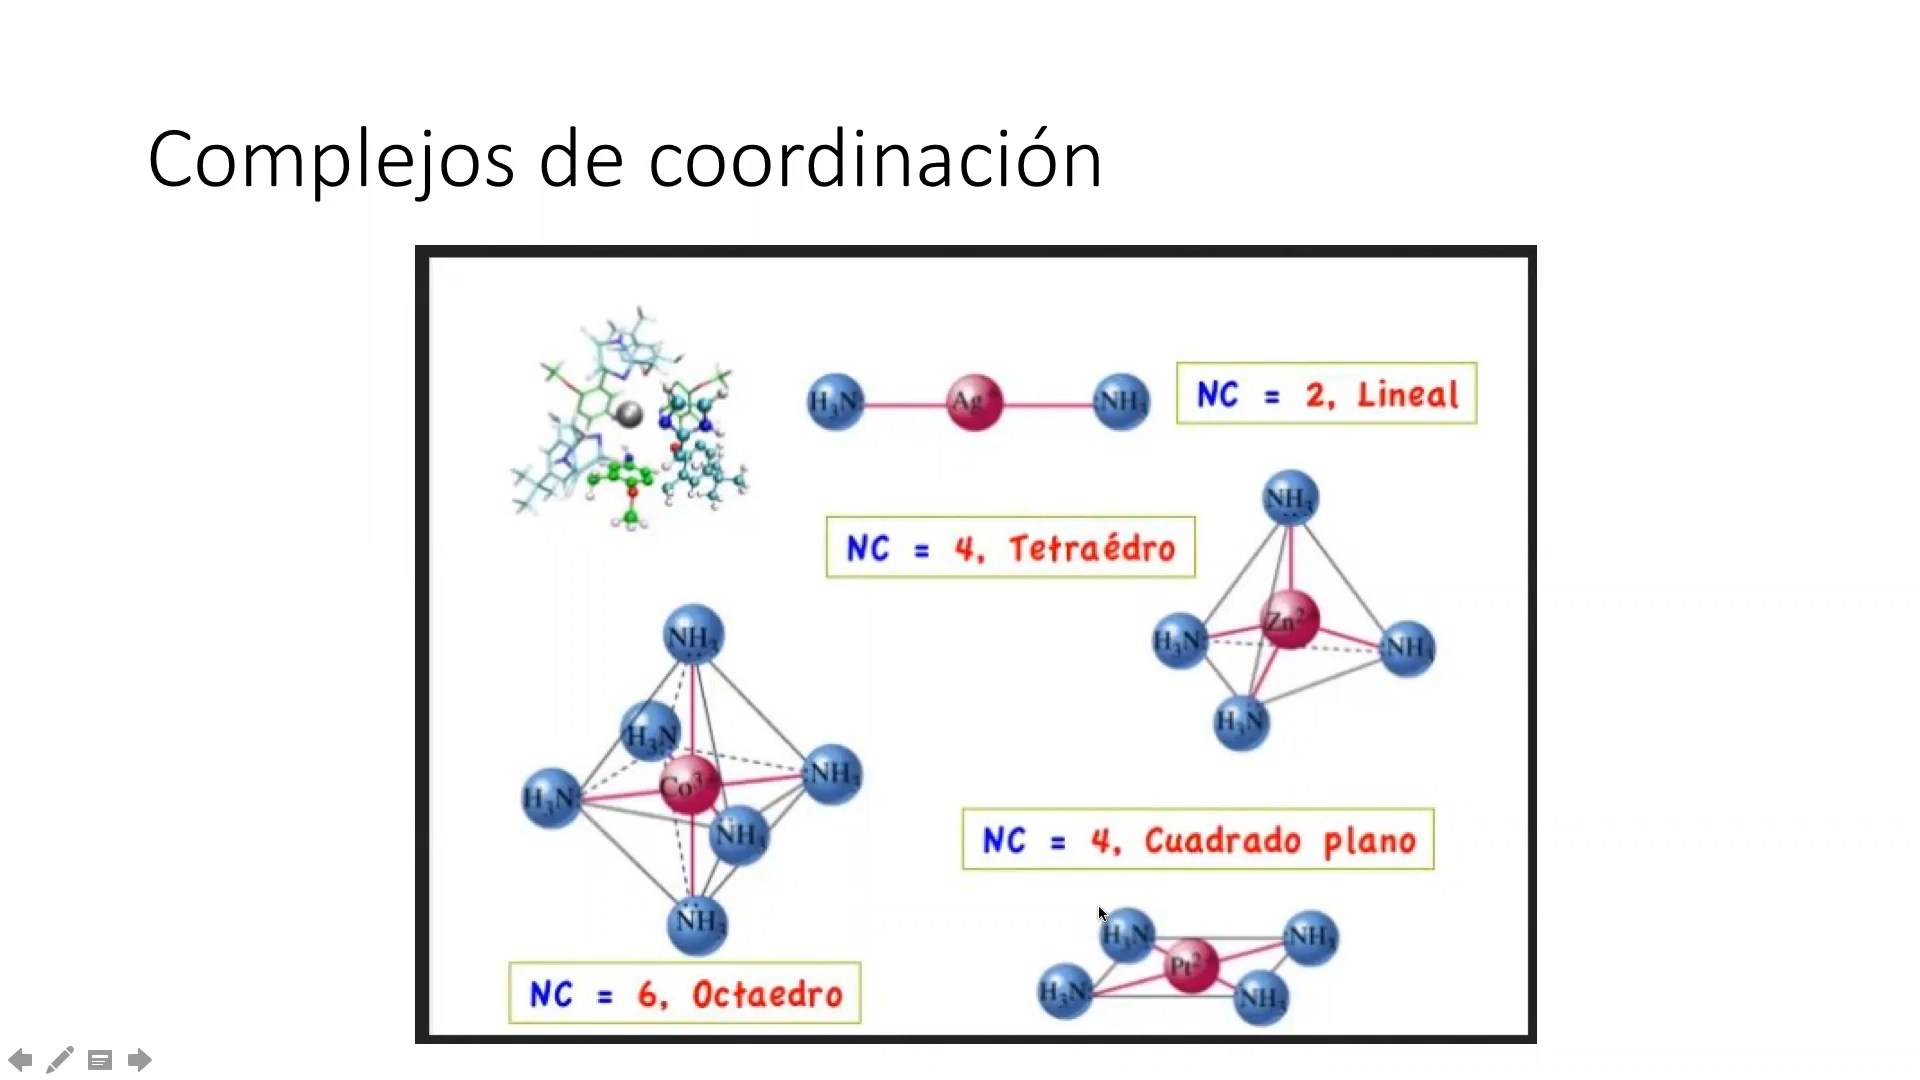 Complejos de coordinación
H₃N: Ag⁺ :NH₃
NC = 2, Lineal
NH₃
NC = 4, Tetraédro
Zn²⁺
H₃N: :NH₃
H₃N:
NH₃
H₃N
Co³⁺ :NH₃
H₃N:
NH₃
NH₃
NC = 6, Octaedro
NC = 4, Cuadrado plano
H₃N: :NH₃
Pt²⁺
H₃N: :NH₃